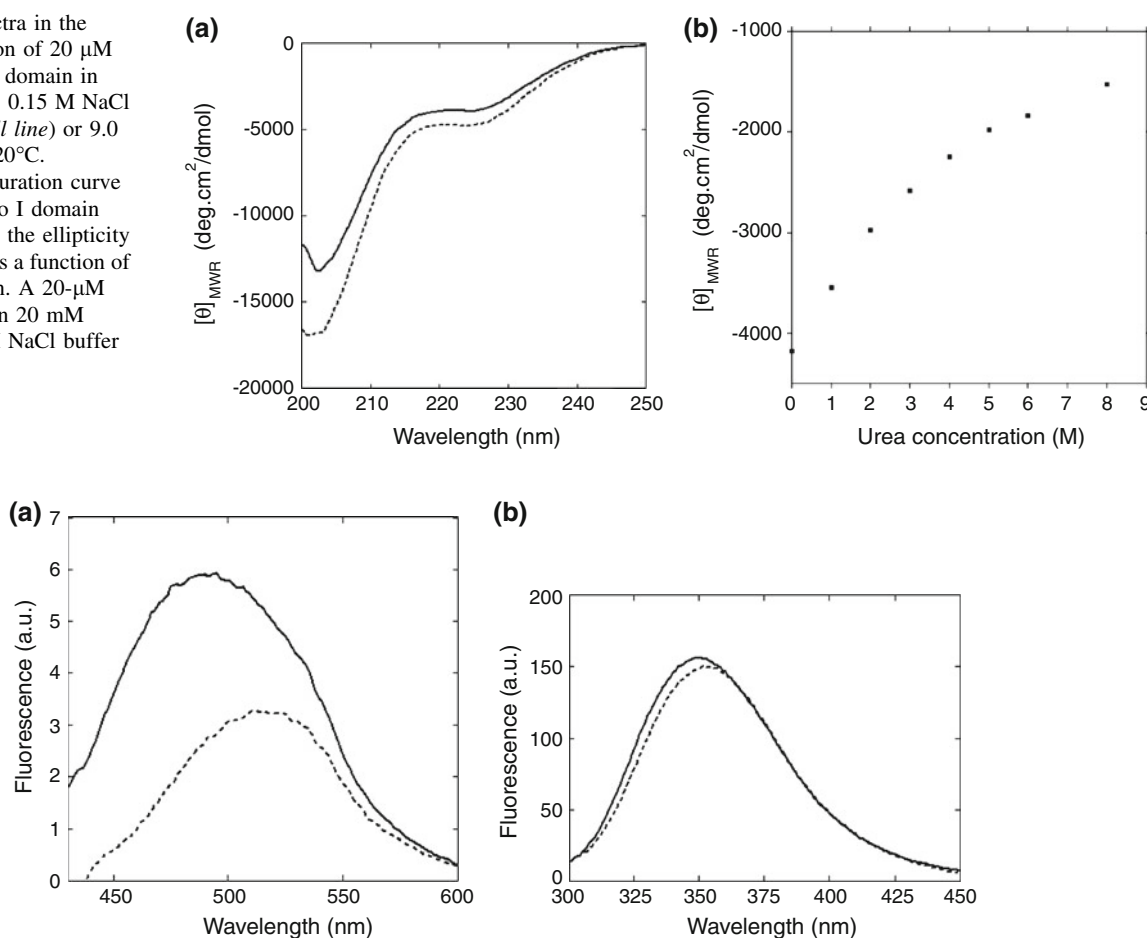 ctra in the
on of 20 μM
domain in
0.15 M NaCl
ll line) or 9.0
20°C.
uration curve
o I domain
the ellipticity
s a function of
n. A 20-μM
n 20 mM
NaCl buffer
(a)
0
-5000
-10000
-15000
-20000
[θ]MWR (deg.cm²/dmol)
200 210 220 230 240 250
Wavelength (nm)
(b)
-1000
-2000
-3000
-4000
[θ]MWR (deg.cm²/dmol)
0 1 2 3 4 5 6 7 8 9
Urea concentration (M)
(a)
7
6
5
4
3
2
1
0
Fluorescence (a.u.)
450 500 550 600
Wavelength (nm)
(b)
200
150
100
50
0
Fluorescence (a.u.)
300 325 350 375 400 425 450
Wavelength (nm)